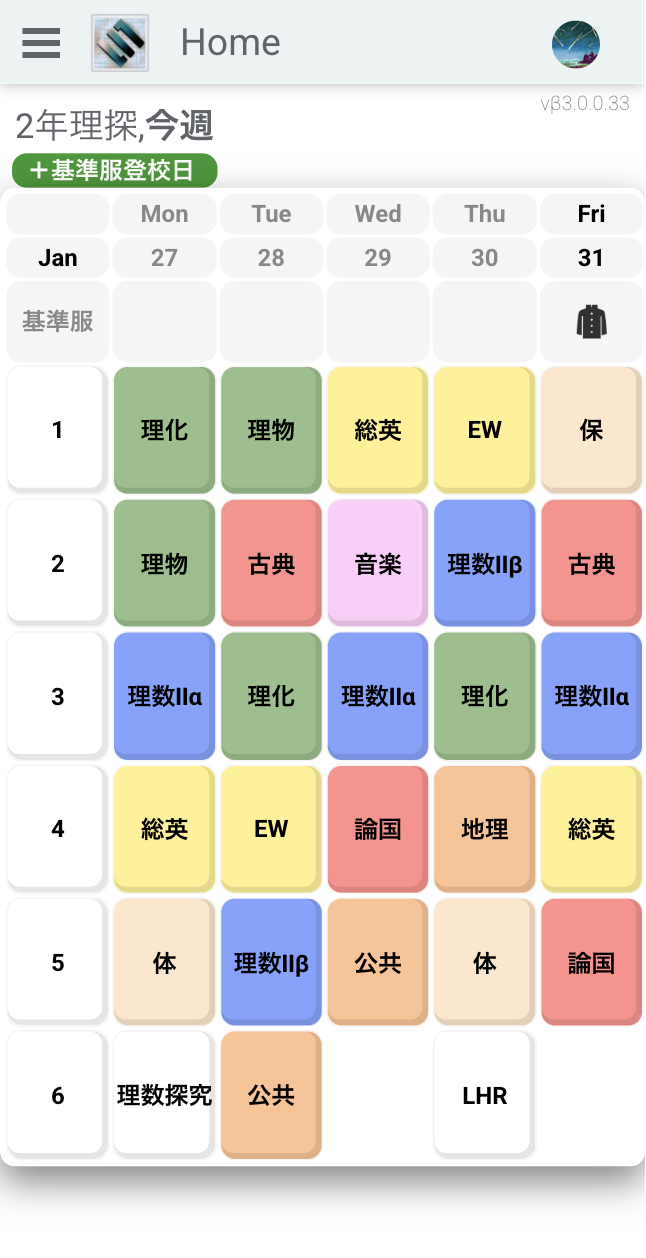 Home
vβ3.0.0.33
2年理探,今週
＋基準服登校日
Mon Tue Wed Thu Fri
Jan 27 28 29 30 31
基準服
1 理化 理物 総英 EW 保
2 理物 古典 音楽 理数IIβ 古典
3 理数IIα 理化 理数IIα 理化 理数IIα
4 総英 EW 論国 地理 総英
5 体 理数IIβ 公共 体 論国
6 理数探究 公共 LHR